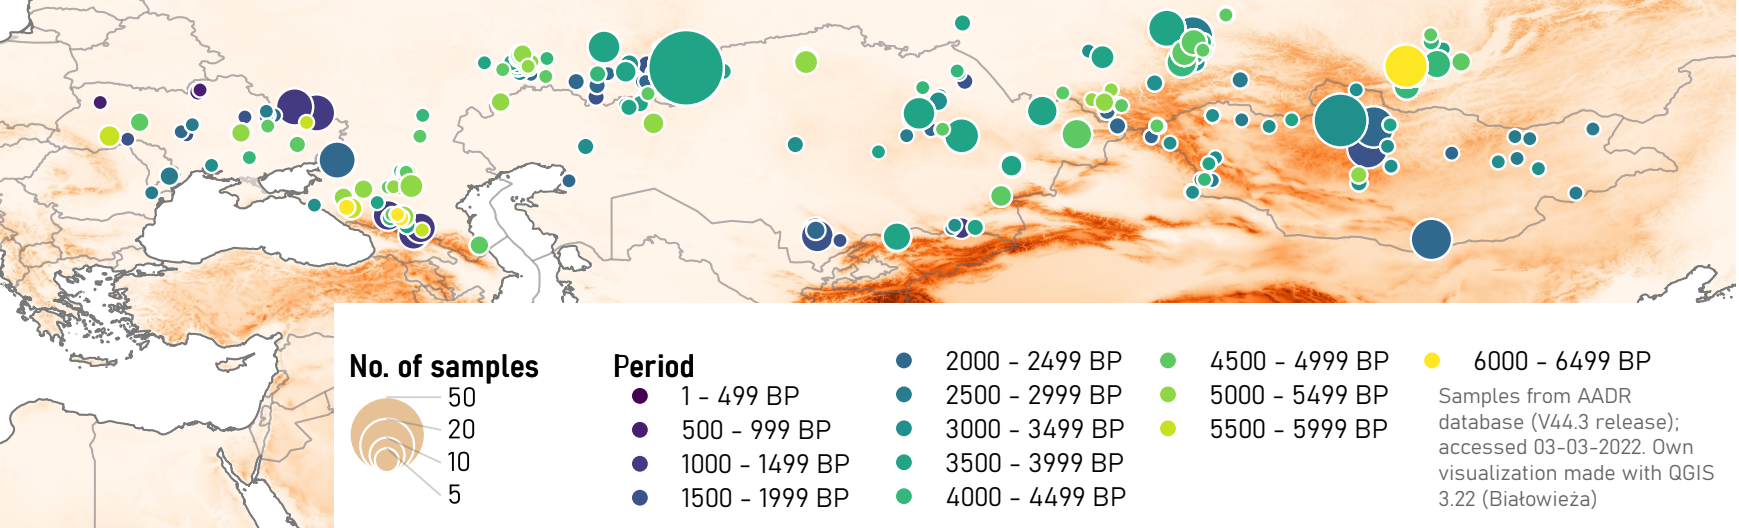 No. of samples
50
20
10
5
Period
1 - 499 BP
500 - 999 BP
1000 - 1499 BP
1500 - 1999 BP
2000 - 2499 BP
2500 - 2999 BP
3000 - 3499 BP
3500 - 3999 BP
4000 - 4499 BP
4500 - 4999 BP
5000 - 5499 BP
5500 - 5999 BP
6000 - 6499 BP
Samples from AADR
database (V44.3 release);
accessed 03-03-2022. Own
visualization made with QGIS
3.22 (Białowieża)